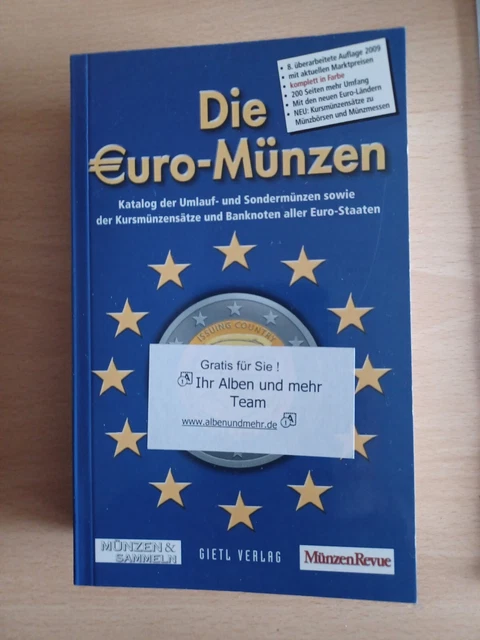 • 8. überarbeitete Auflage 2009
• mit aktuellen Marktpreisen
• komplett in Farbe
• 200 Seiten mehr Umfang
• Mit den neuen Euro-Ländern
• NEU: Kursmünzensätze zu
Münzbörsen und Münzmessen
Die
€uro-Münzen
Katalog der Umlauf- und Sondermünzen sowie
der Kursmünzensätze und Banknoten aller Euro-Staaten
ISSUING COUNTRY
Gratis für Sie !
Ihr Alben und mehr
Team
www.albenundmehr.de
MÜNZEN &
SAMMELN
GIETL VERLAG
MünzenRevue